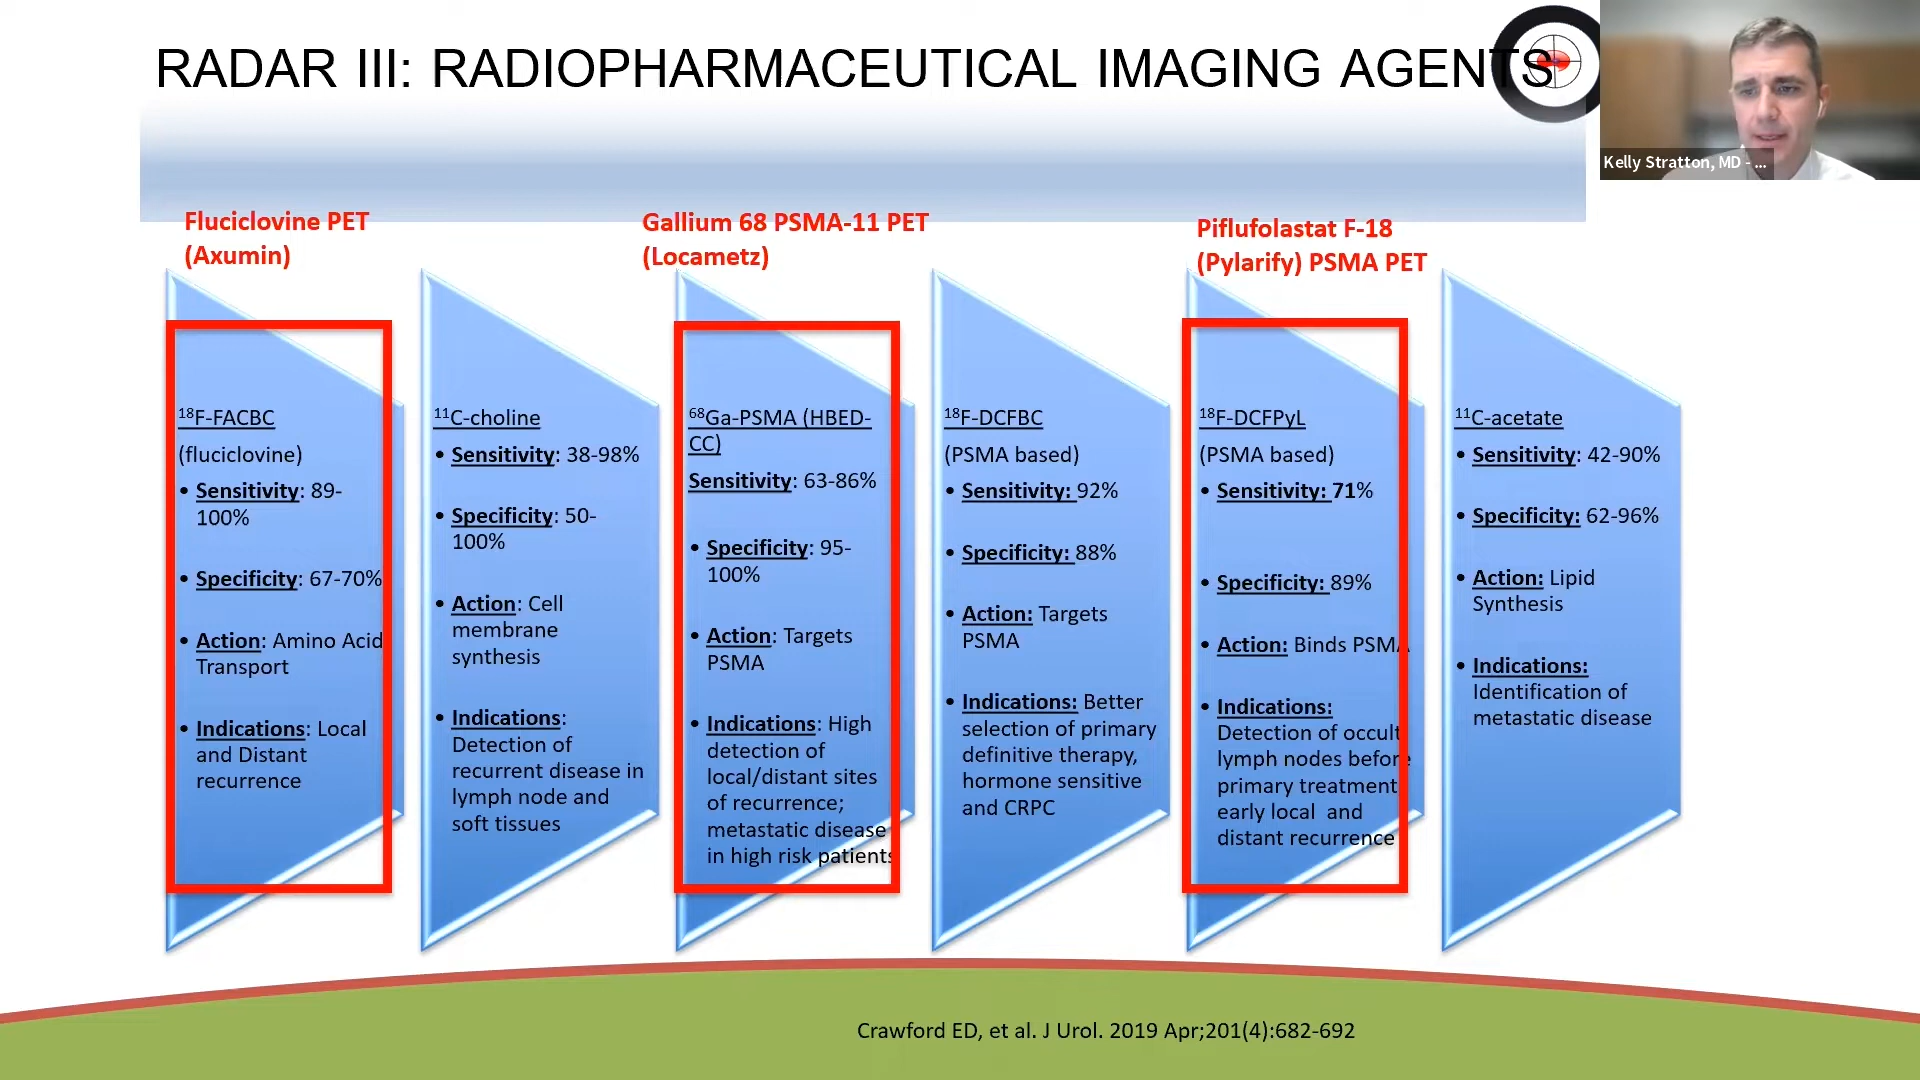 RADAR III: RADIOPHARMACEUTICAL IMAGING AGENTS
Kelly Stratton, MD - ...
Fluciclovine PET
(Axumin)
Gallium 68 PSMA-11 PET
(Locametz)
Piflufolastat F-18
(Pylarify) PSMA PET
¹⁸F-FACBC
(fluciclovine)
• Sensitivity: 89-
100%
• Specificity: 67-70%
• Action: Amino Acid
Transport
• Indications: Local
and Distant
recurrence
¹¹C-choline
• Sensitivity: 38-98%
• Specificity: 50-
100%
• Action: Cell
membrane
synthesis
• Indications:
Detection of
recurrent disease in
lymph node and
soft tissues
⁶⁸Ga-PSMA (HBED-
CC)
Sensitivity: 63-86%
• Specificity: 95-
100%
• Action: Targets
PSMA
• Indications: High
detection of
local/distant sites
of recurrence;
metastatic disease
in high risk patients
¹⁸F-DCFBC
(PSMA based)
• Sensitivity: 92%
• Specificity: 88%
• Action: Targets
PSMA
• Indications: Better
selection of primary
definitive therapy,
hormone sensitive
and CRPC
¹⁸F-DCFPyL
(PSMA based)
• Sensitivity: 71%
• Specificity: 89%
• Action: Binds PSMA
• Indications:
Detection of occult
lymph nodes before
primary treatment
early local and
distant recurrence
¹¹C-acetate
• Sensitivity: 42-90%
• Specificity: 62-96%
• Action: Lipid
Synthesis
• Indications:
Identification of
metastatic disease
Crawford ED, et al. J Urol. 2019 Apr;201(4):682-692